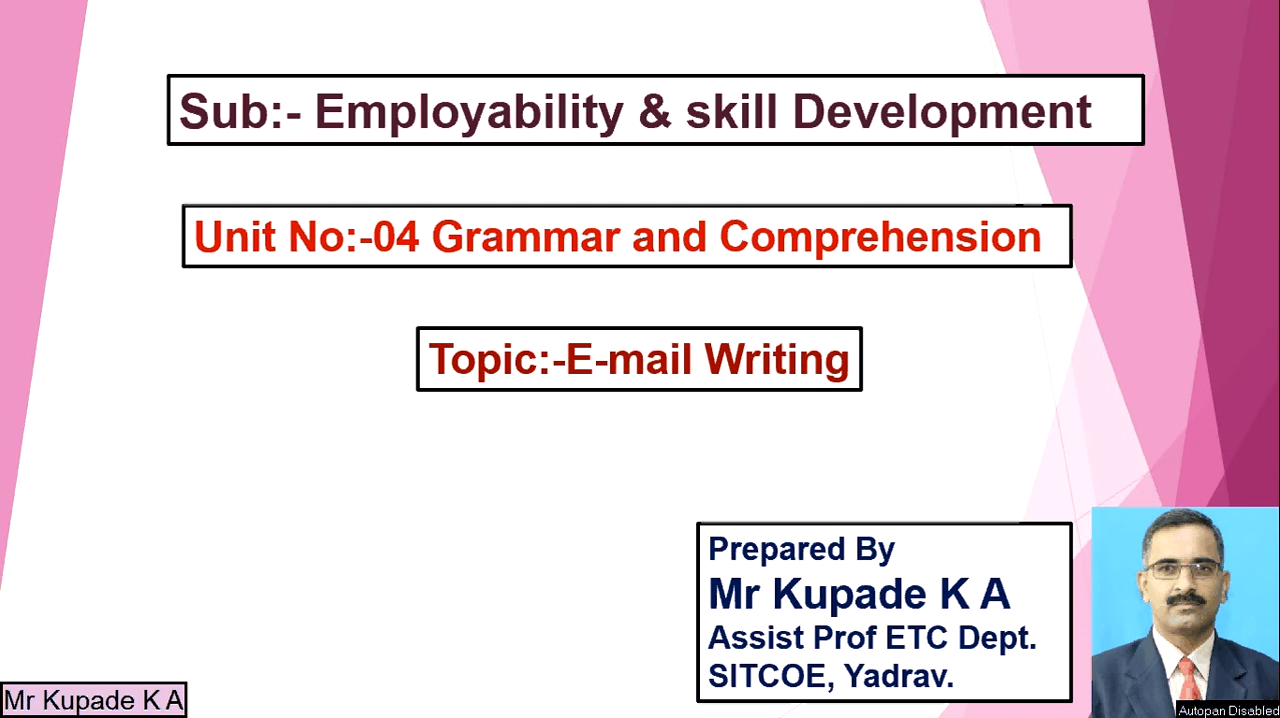 Sub:- Employability & skill Development
Unit No:-04 Grammar and Comprehension
Topic:-E-mail Writing
Prepared By
Mr Kupade K A
Assist Prof ETC Dept.
SITCOE, Yadrav.
Mr Kupade K A
Autopan Disabled